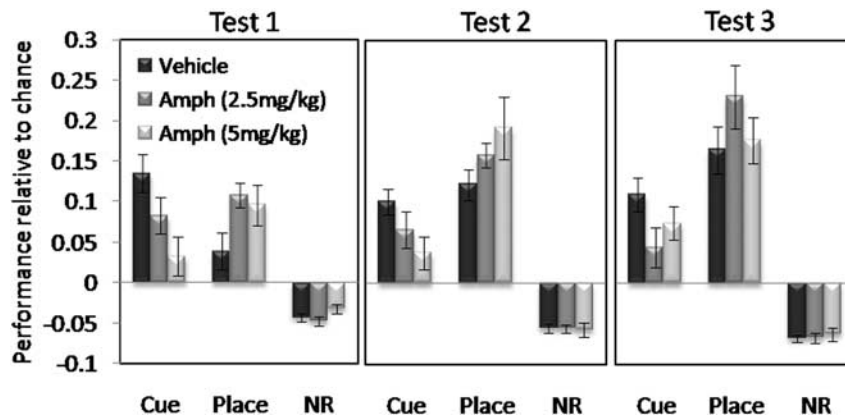 Test 1 Test 2 Test 3
Performance relative to chance
0.3
0.25
0.2
0.15
0.1
0.05
0
-0.05
-0.1
Vehicle
Amph (2.5mg/kg)
Amph (5mg/kg)
Cue Place NR Cue Place NR Cue Place NR